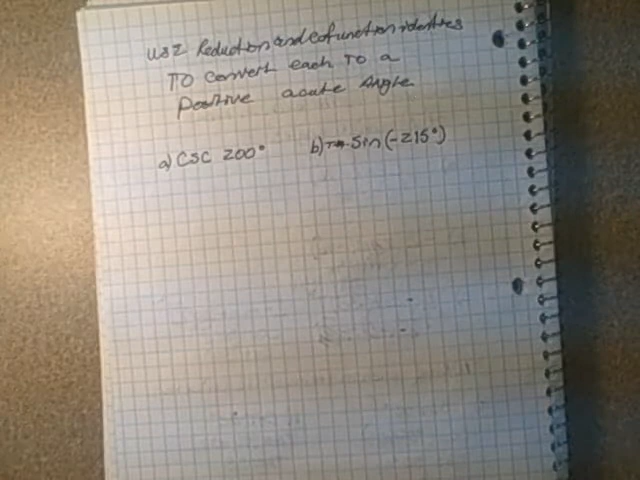 use Reduction and cofunction identities
TO convert each TO a
Positive acute Angle
a) CSC 200° b) Sin (-215°)